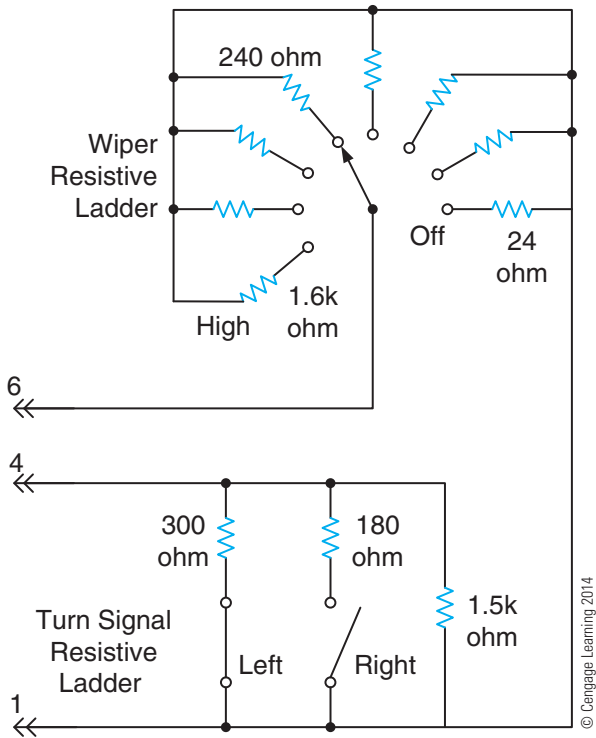 240 ohm
Wiper
Resistive
Ladder
Off
24
ohm
1.6k
ohm
High
6
4
300
ohm
180
ohm
1.5k
ohm
Turn Signal
Resistive
Ladder
Left
Right
1
© Cengage Learning 2014